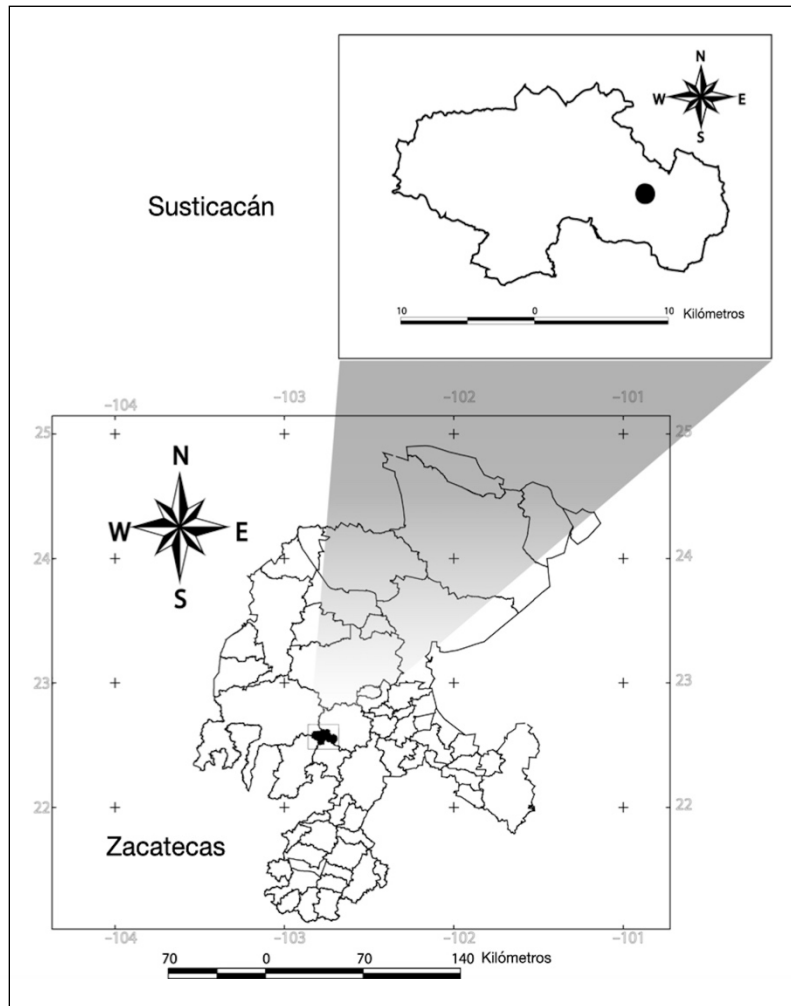 N
W E
S
Susticacán
10 0 10 Kilómetros
-104 -103 -102 -101
25 25
N
W E
S
24 24
23 23
22 22
Zacatecas
-104 -103 -102 -101
70 0 70 140 Kilómetros